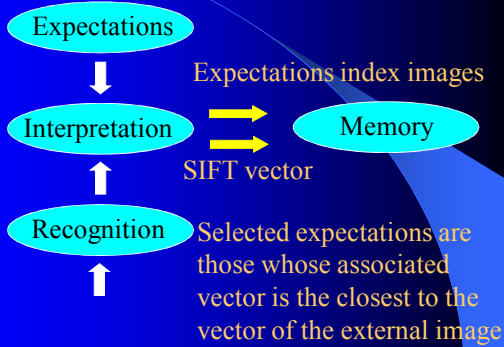 Expectations
Expectations index images
Interpretation
Memory
SIFT vector
Recognition
Selected expectations are
those whose associated
vector is the closest to the
vector of the external image